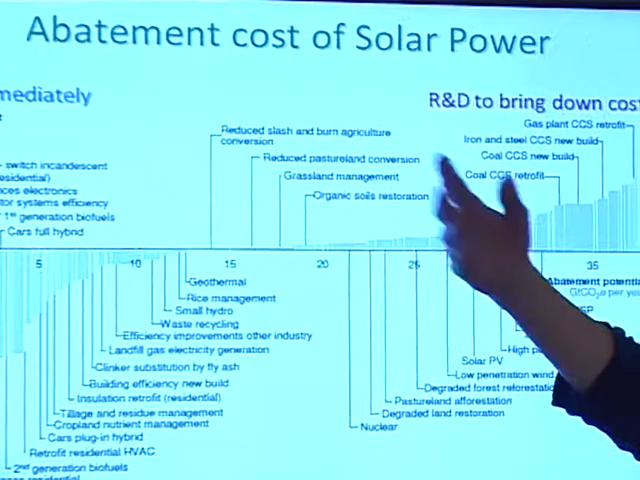 Abatement cost of Solar Power
mediately
R&D to bring down cost
Gas plant CCS retrofit
Reduced slash and burn agriculture
conversion
Iron and steel CCS new build
Coal CCS new build
Reduced pastureland conversion
switch incandescent
esidential)
Grassland management
Coal CCS retrofit
ces electronics
Organic soils restoration
tor systems efficiency
1st generation biofuels
Cars full hybrid
5
10
15
20
25
35
Geothermal
Abatement potentia
GtCO2e per yea
Rice management
Small hydro
SP
Waste recycling
Efficiency improvements other industry
Landfill gas electricity generation
High p
Solar PV
Clinker substitution by fly ash
Low penetration wind
Building efficiency new build
Degraded forest reforestatio
Insulation retrofit (residential)
Pastureland afforestation
Tillage and residue management
Degraded land restoration
Cropland nutrient management
Nuclear
Cars plug-in hybrid
Retrofit residential HVAC
2nd generation biofuels